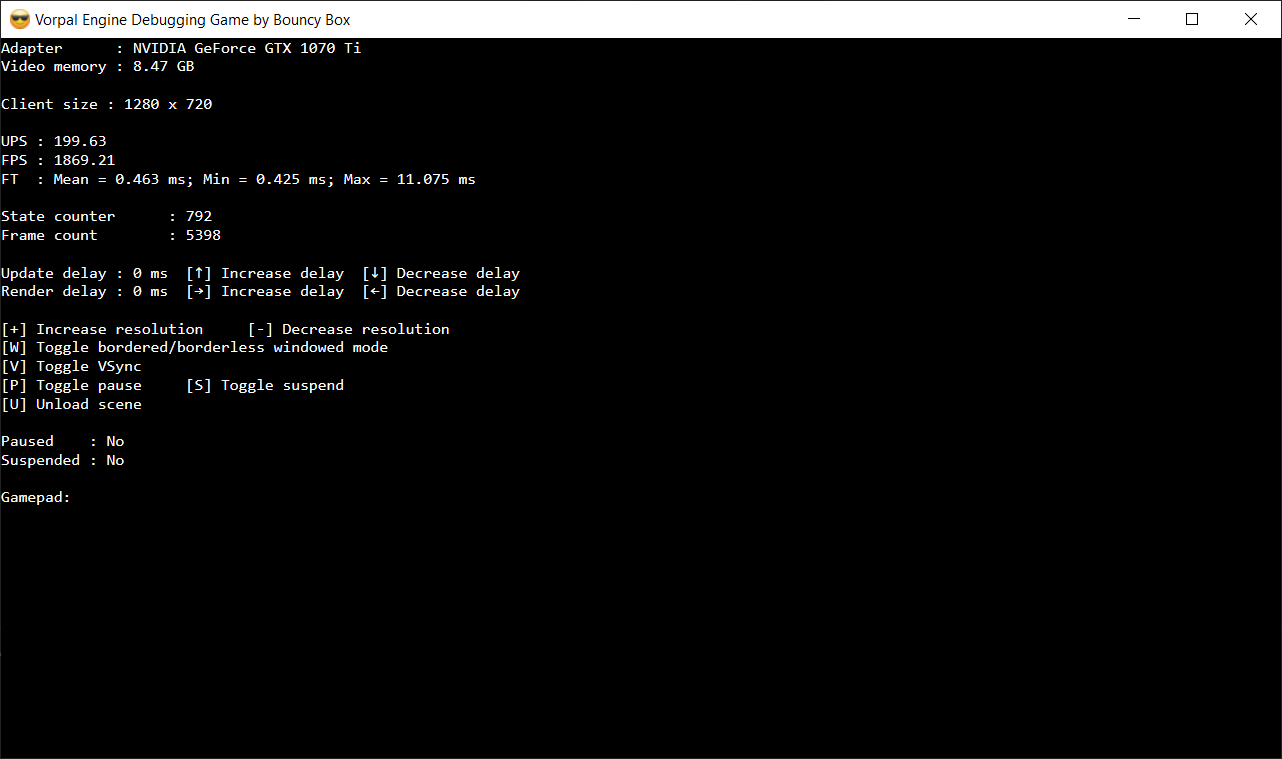 Vorpal Engine Debugging Game by Bouncy Box
Adapter      : NVIDIA GeForce GTX 1070 Ti
Video memory : 8.47 GB
Client size : 1280 x 720
UPS : 199.63
FPS : 1869.21
FT  : Mean = 0.463 ms; Min = 0.425 ms; Max = 11.075 ms
State counter      : 792
Frame count        : 5398
Update delay : 0 ms  [↑] Increase delay  [↓] Decrease delay
Render delay : 0 ms  [→] Increase delay  [←] Decrease delay
[+] Increase resolution     [-] Decrease resolution
[W] Toggle bordered/borderless windowed mode
[V] Toggle VSync
[P] Toggle pause     [S] Toggle suspend
[U] Unload scene
Paused    : No
Suspended : No
Gamepad: